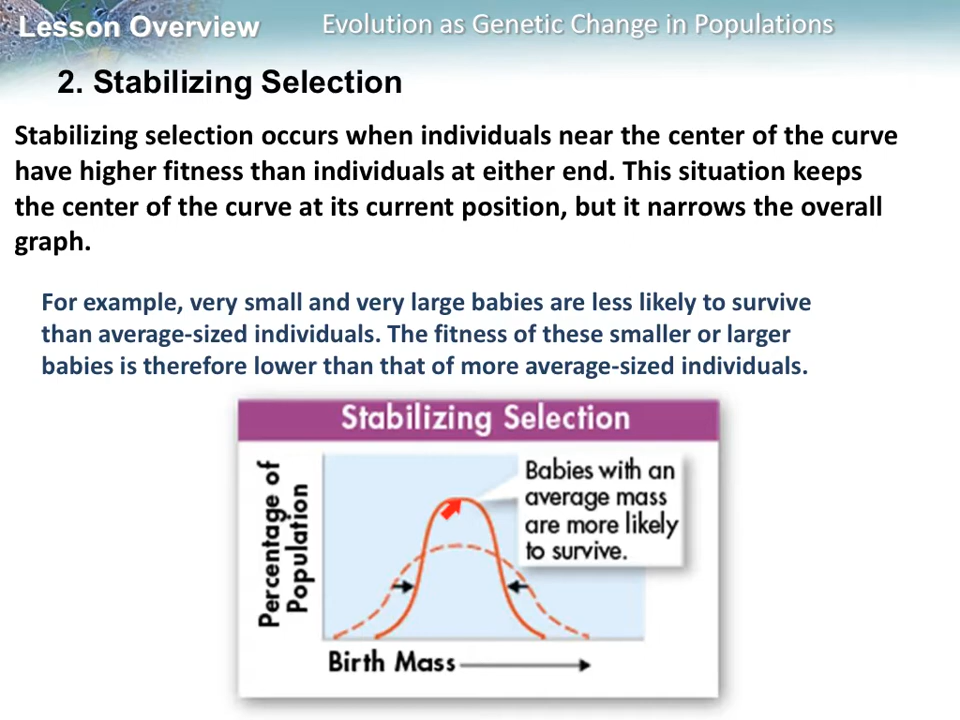 Lesson Overview
Evolution as Genetic Change in Populations
2. Stabilizing Selection
Stabilizing selection occurs when individuals near the center of the curve
have higher fitness than individuals at either end. This situation keeps
the center of the curve at its current position, but it narrows the overall
graph.
For example, very small and very large babies are less likely to survive
than average-sized individuals. The fitness of these smaller or larger
babies is therefore lower than that of more average-sized individuals.
Stabilizing Selection
Percentage of
Population
Babies with an
average mass
are more likely
to survive.
Birth Mass